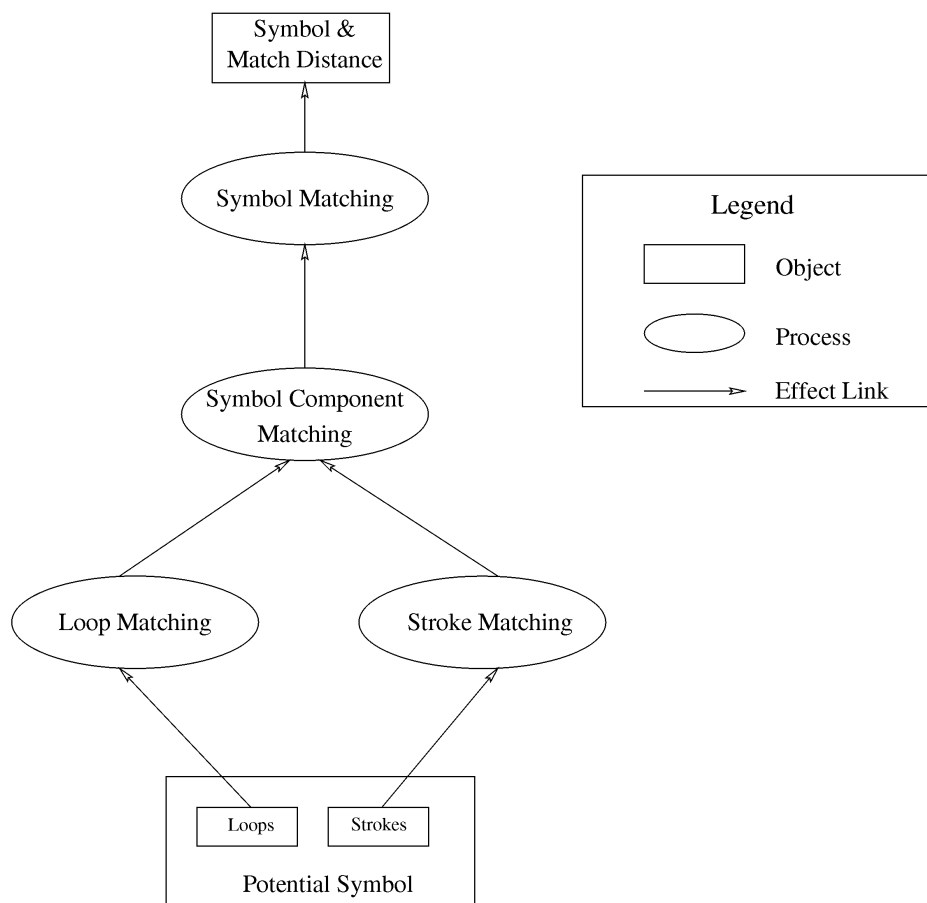 Symbol &
Match Distance
Symbol Matching
Symbol Component
Matching
Loop Matching
Stroke Matching
Loops
Strokes
Potential Symbol
Legend
Object
Process
Effect Link